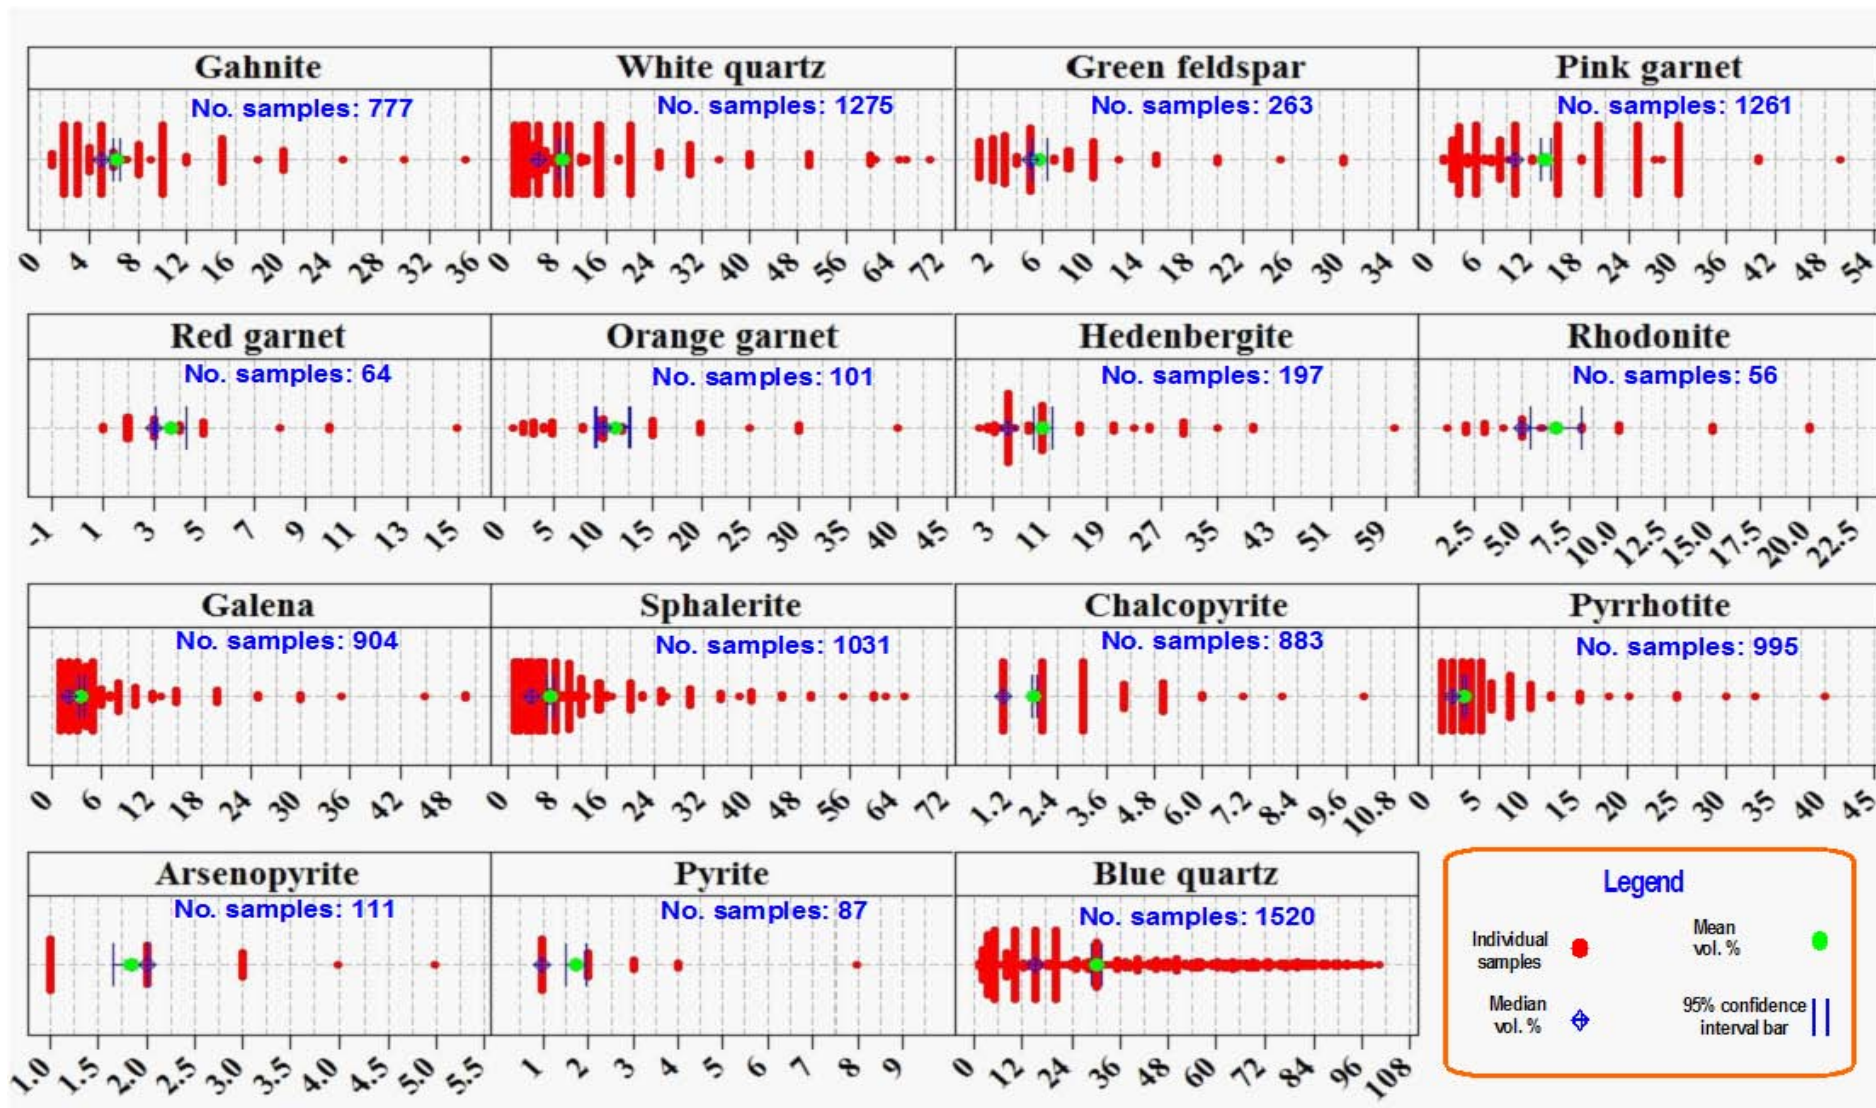 Gahnite White quartz Green feldspar Pink garnet
No. samples: 777 No. samples: 1275 No. samples: 263 No. samples: 1261
0 4 8 12 16 20 24 28 32 36 0 8 16 24 32 40 48 56 64 72 2 6 10 14 18 22 26 30 34 0 6 12 18 24 30 36 42 48 54
Red garnet Orange garnet Hedenbergite Rhodonite
No. samples: 64 No. samples: 101 No. samples: 197 No. samples: 56
-1 1 3 5 7 9 11 13 15 0 5 10 15 20 25 30 35 40 45 3 11 19 27 35 43 51 59 2.5 5.0 7.5 10.0 12.5 15.0 17.5 20.0 22.5
Galena Sphalerite Chalcopyrite Pyrrhotite
No. samples: 904 No. samples: 1031 No. samples: 883 No. samples: 995
0 6 12 18 24 30 36 42 48 0 8 16 24 32 40 48 56 64 72 1.2 2.4 3.6 4.8 6.0 7.2 8.4 9.6 10.8 0 5 10 15 20 25 30 35 40 45
Arsenopyrite Pyrite Blue quartz
No. samples: 111 No. samples: 87 No. samples: 1520
1.0 1.5 2.0 2.5 3.0 3.5 4.0 4.5 5.0 5.5 1 2 3 4 5 6 7 8 9 0 12 24 36 48 60 72 84 96 108
Legend
Individual
samples
Mean
vol. %
Median
vol. %
95% confidence
interval bar